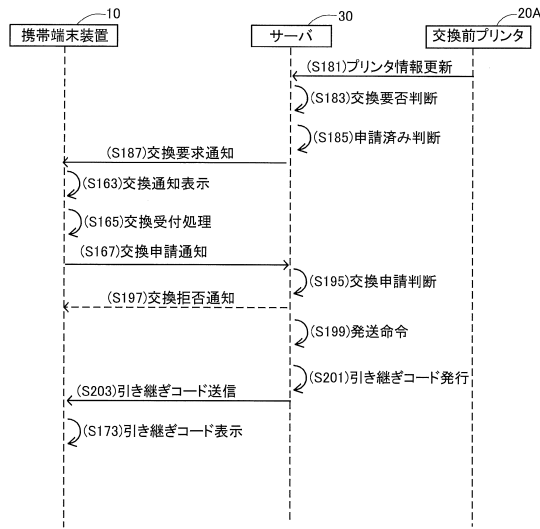 10
30
20A
携帯端末装置
サーバ
交換前プリンタ
(S181)プリンタ情報更新
(S183)交換要否判断
(S185)申請済み判断
(S187)交換要求通知
(S163)交換通知表示
(S165)交換受付処理
(S167)交換申請通知
(S195)交換申請判断
(S197)交換拒否通知
(S199)発送命令
(S201)引き継ぎコード発行
(S203)引き継ぎコード送信
(S173)引き継ぎコード表示